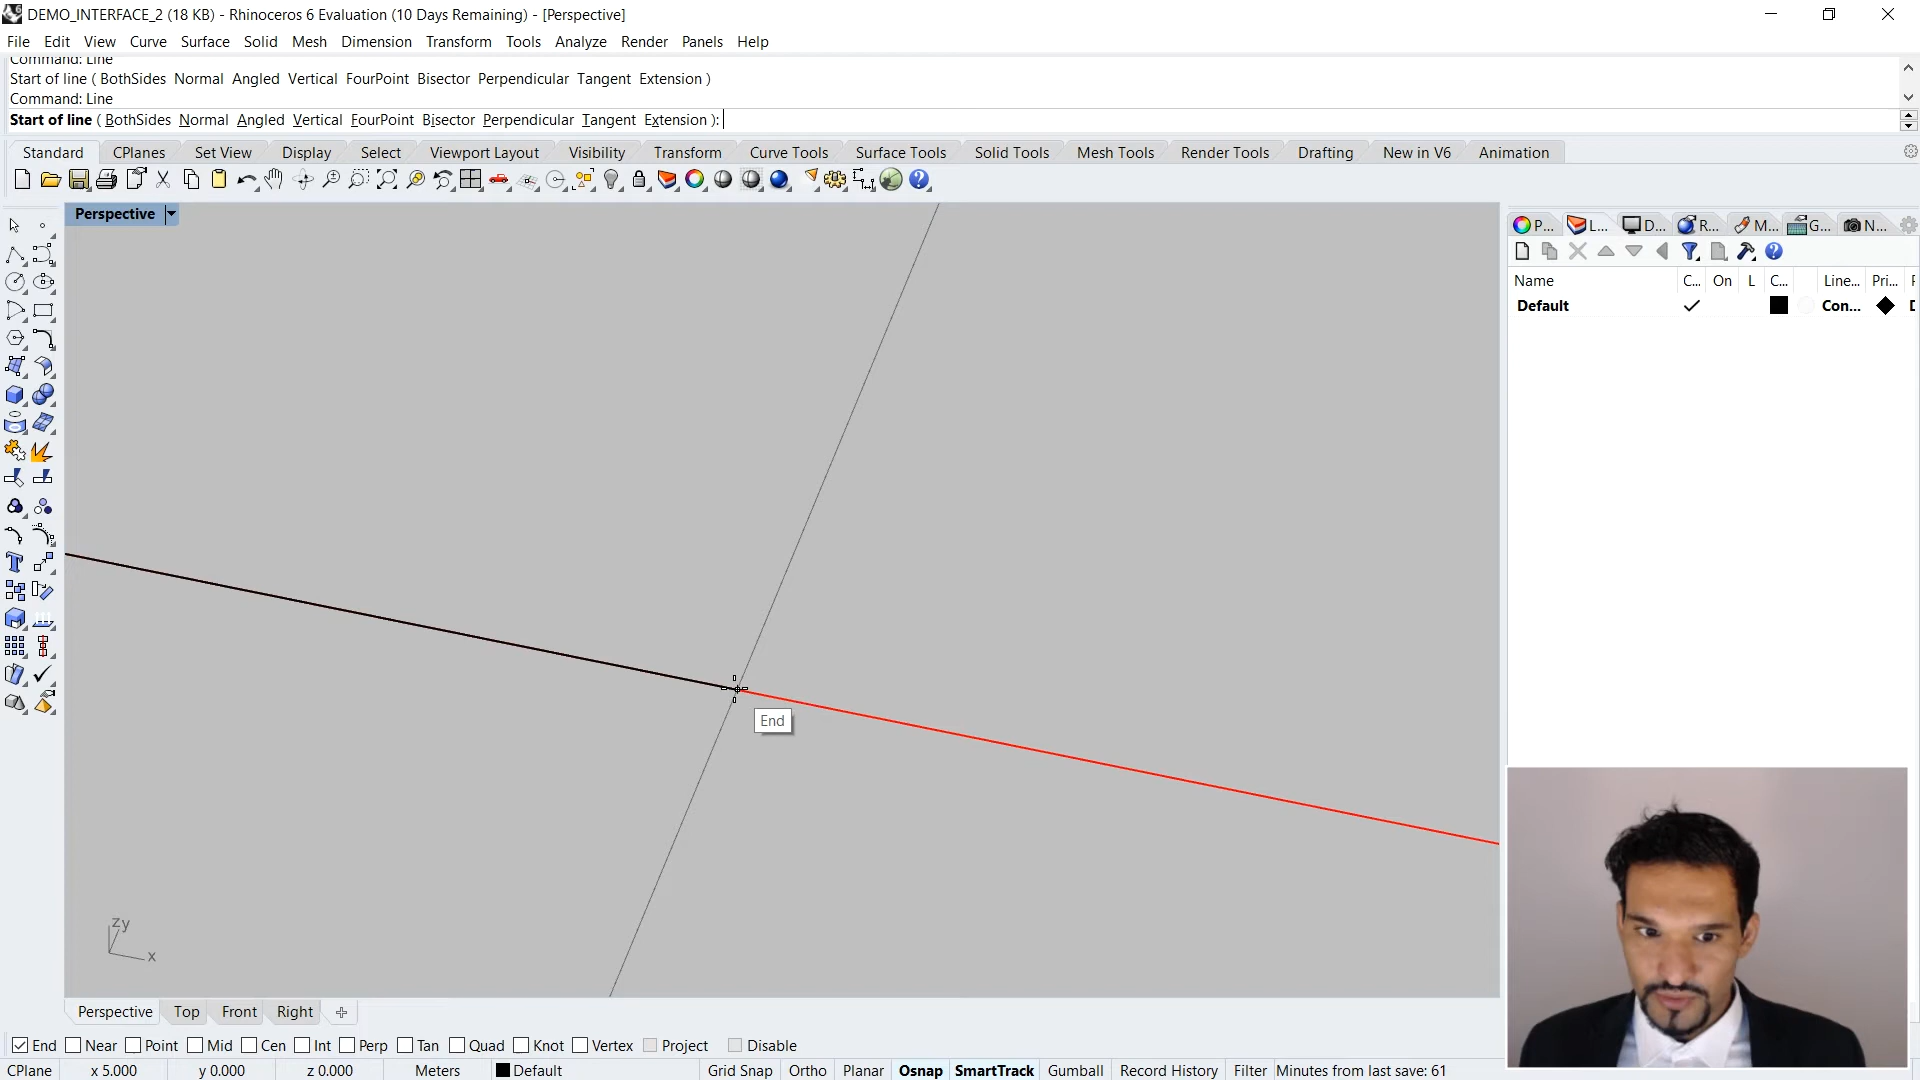 DEMO_INTERFACE_2 (18 KB) - Rhinoceros 6 Evaluation (10 Days Remaining) - [Perspective]
File Edit View Curve Surface Solid Mesh Dimension Transform Tools Analyze Render Panels Help
Command: Line
Start of line ( BothSides Normal Angled Vertical FourPoint Bisector Perpendicular Tangent Extension )
Command: Line
Start of line ( BothSides Normal Angled Vertical FourPoint Bisector Perpendicular Tangent Extension ):
Standard CPlanes Set View Display Select Viewport Layout Visibility Transform Curve Tools Surface Tools Solid Tools Mesh Tools Render Tools Drafting New in V6 Animation
Perspective
P... L... D... R... M... G... N...
Name C... On L C... Line... Pri...
Default Con...
End
Zy
x
Perspective Top Front Right
End Near Point Mid Cen Int Perp Tan Quad Knot Vertex Project Disable
CPlane x 5.000 y 0.000 z 0.000 Meters Default Grid Snap Ortho Planar Osnap SmartTrack Gumball Record History Filter Minutes from last save: 61